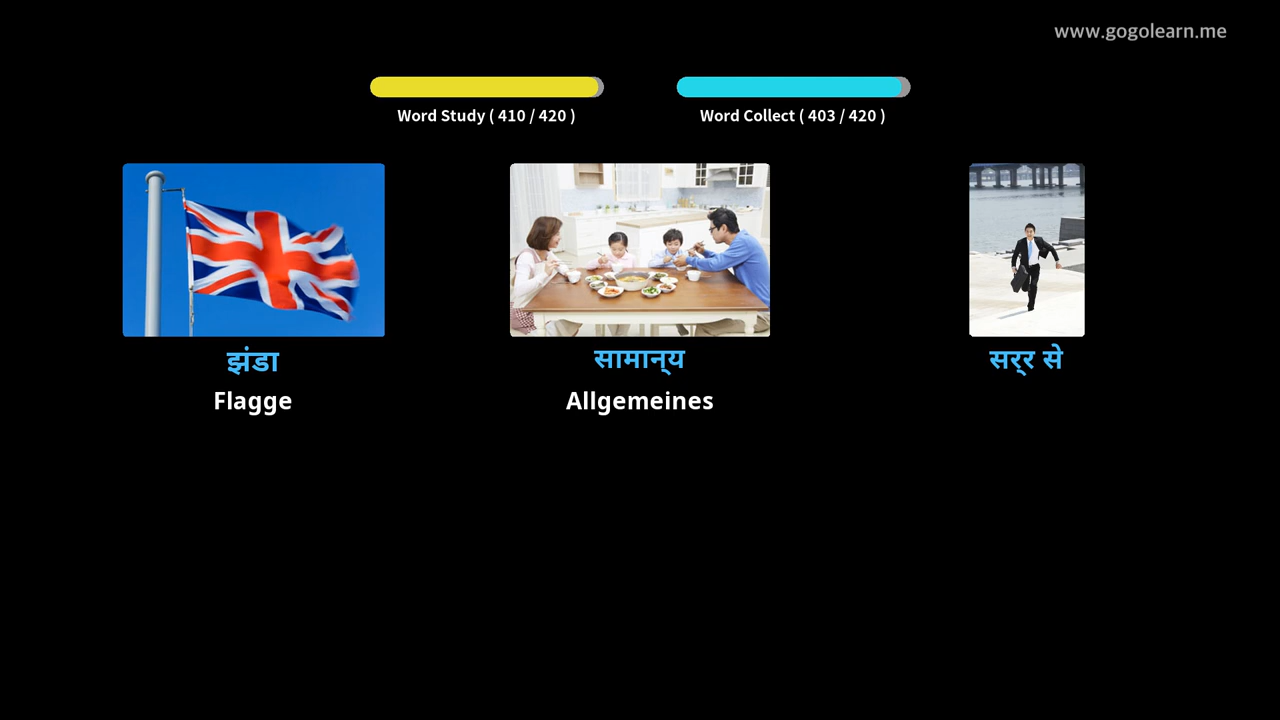 www.gogolearn.me
Word Study ( 410 / 420 )
Word Collect ( 403 / 420 )
झंडा
सामान्य
सर्र से
Flagge
Allgemeines